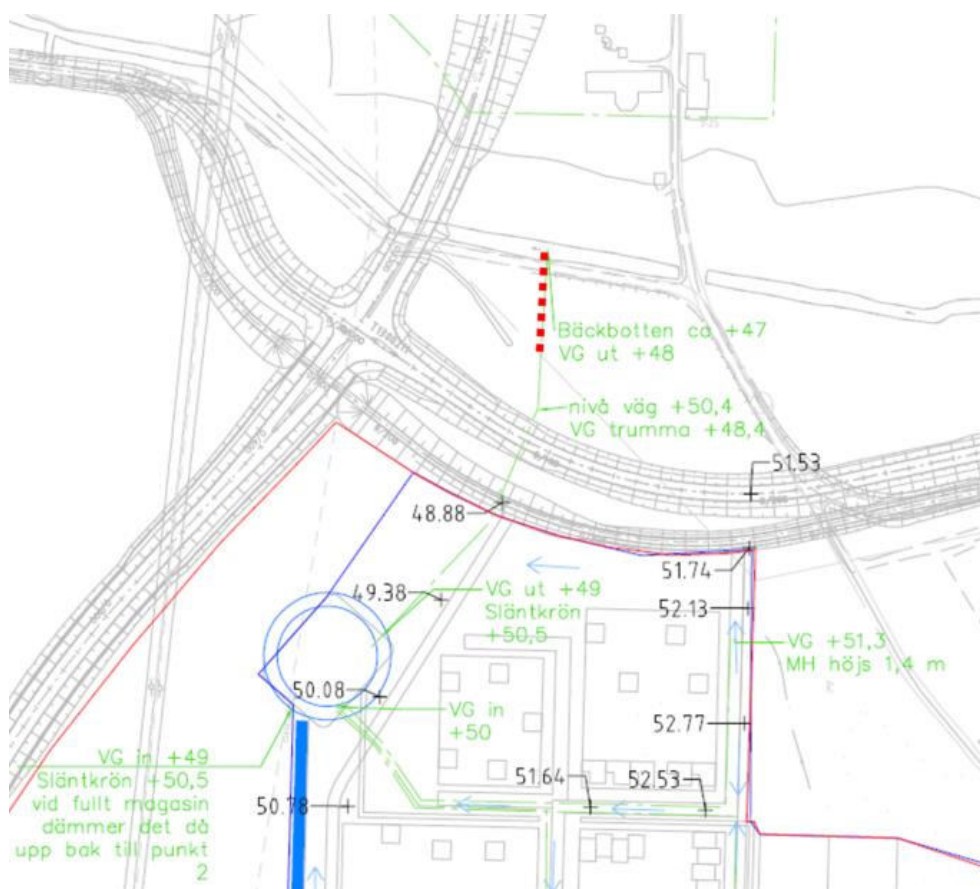 Bäckbotten ca +47
VG ut +48
nivå väg +50,4
VG trumma +48,4
51.53
48.88
51.74
49.38
VG ut +49
Släntkrön
+50,5
52.13
VG +51,3
MH höjs 1,4 m
50.08
VG in
+50
52.77
VG in +49
Släntkrön +50,5
vid fullt magasin
dämmer det då
upp bak till punkt
2
50.78
51.64
52.53